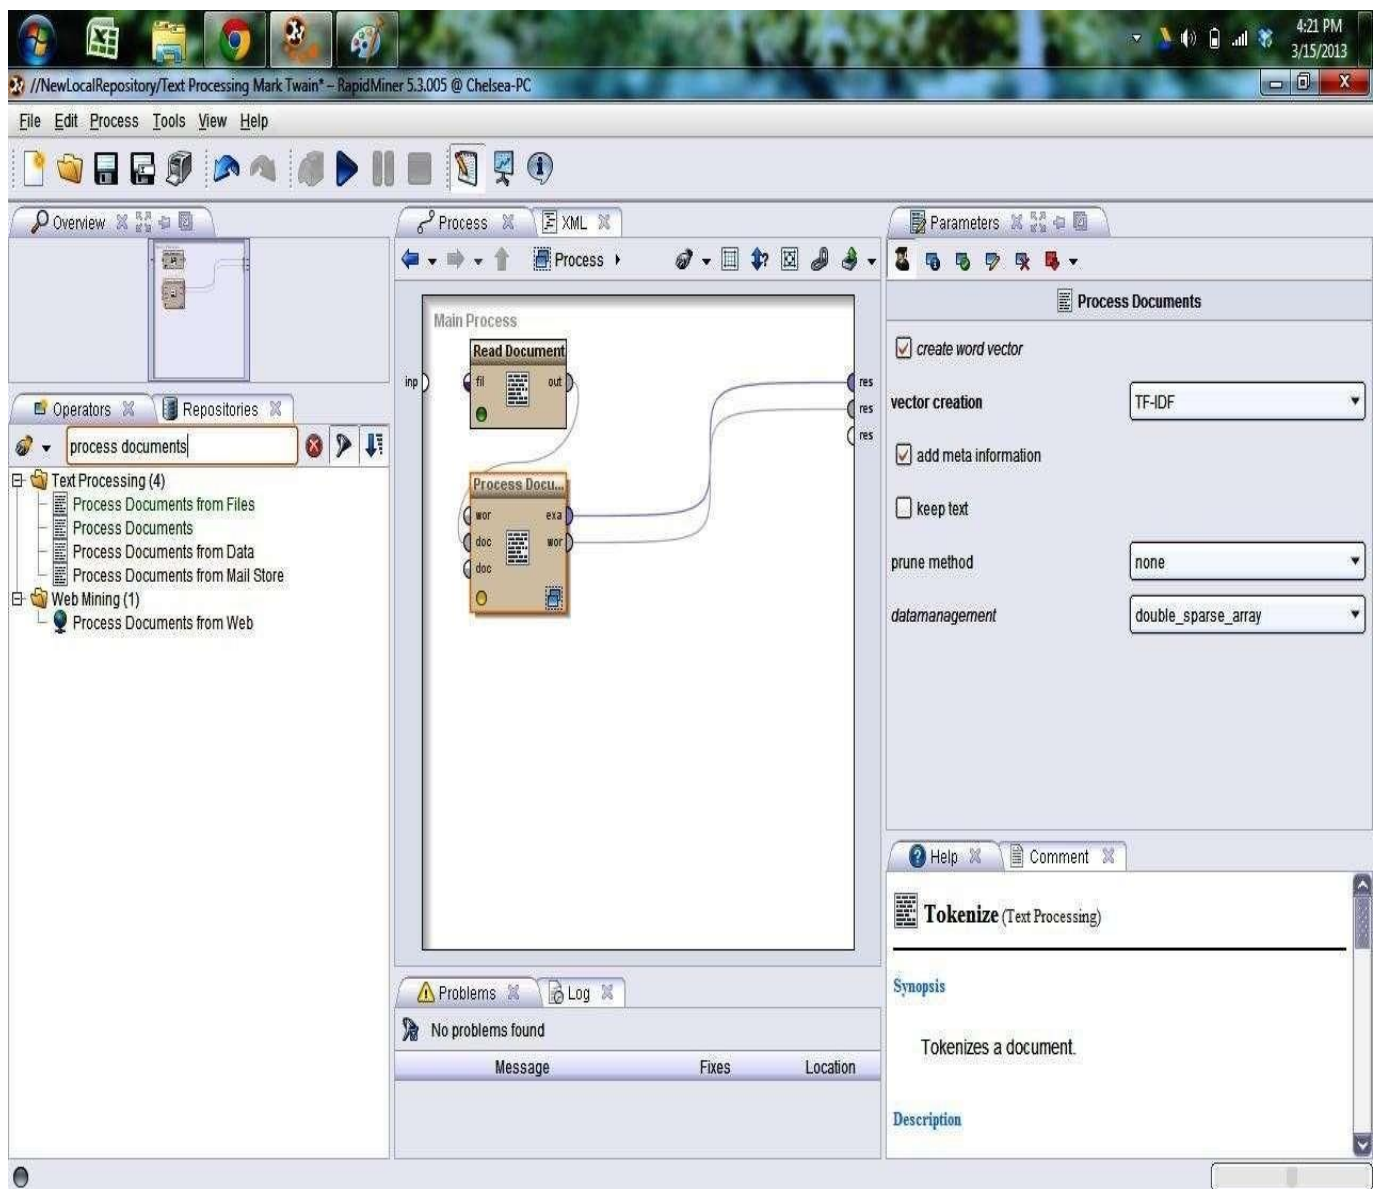 4:21 PM
3/15/2013
//NewLocalRepository/Text Processing Mark Twain* – RapidMiner 5.3.005 @ Chelsea-PC
File Edit Process Tools View Help
Overview
Process XML
Parameters
Process
Process Documents
Main Process
Read Document
inp fil out res
res
res
create word vector
vector creation TF-IDF
add meta information
keep text
prune method none
datamanagement double_sparse_array
Operators Repositories
process documents
Text Processing (4)
Process Documents from Files
Process Documents
Process Documents from Data
Process Documents from Mail Store
Web Mining (1)
Process Documents from Web
Process Docu...
wor exa
doc wor
doc
Help Comment
Tokenize (Text Processing)
Synopsis
Tokenizes a document.
Description
Problems Log
No problems found
Message Fixes Location